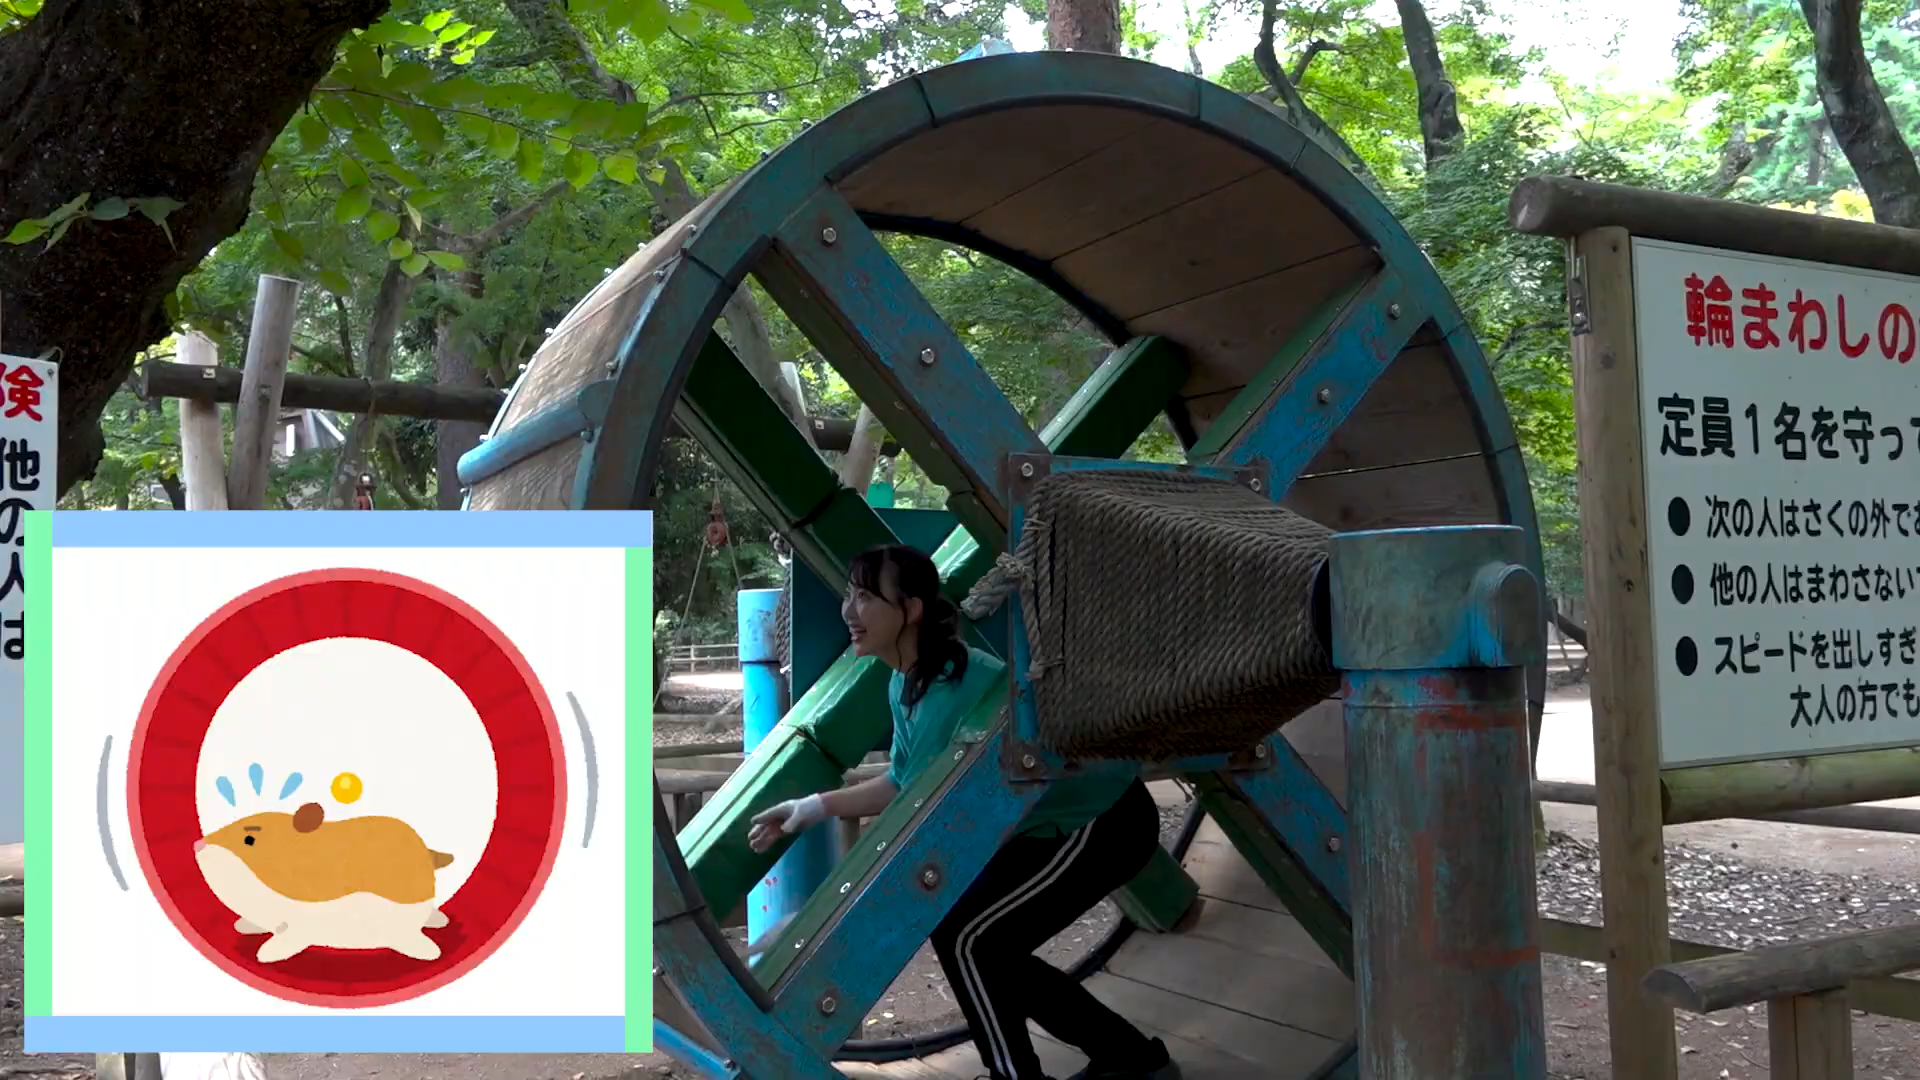 険
他の人は
輪まわしの
定員1名を守って
● 次の人はさくの外で
● 他の人はまわさない
● スピードを出しすぎ
大人の方でも